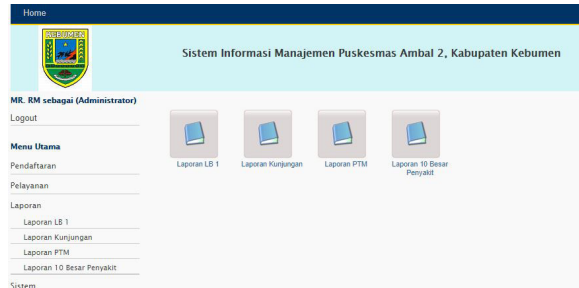 Home
KEBUMEN
Sistem Informasi Manajemen Puskesmas Ambal 2, Kabupaten Kebumen
MR. RM sebagai (Administrator)
Logout
Menu Utama
Pendaftaran
Pelayanan
Laporan
Laporan LB 1
Laporan Kunjungan
Laporan PTM
Laporan 10 Besar Penyakit
Sistem
Laporan LB 1
Laporan Kunjungan
Laporan PTM
Laporan 10 Besar
Penyakit